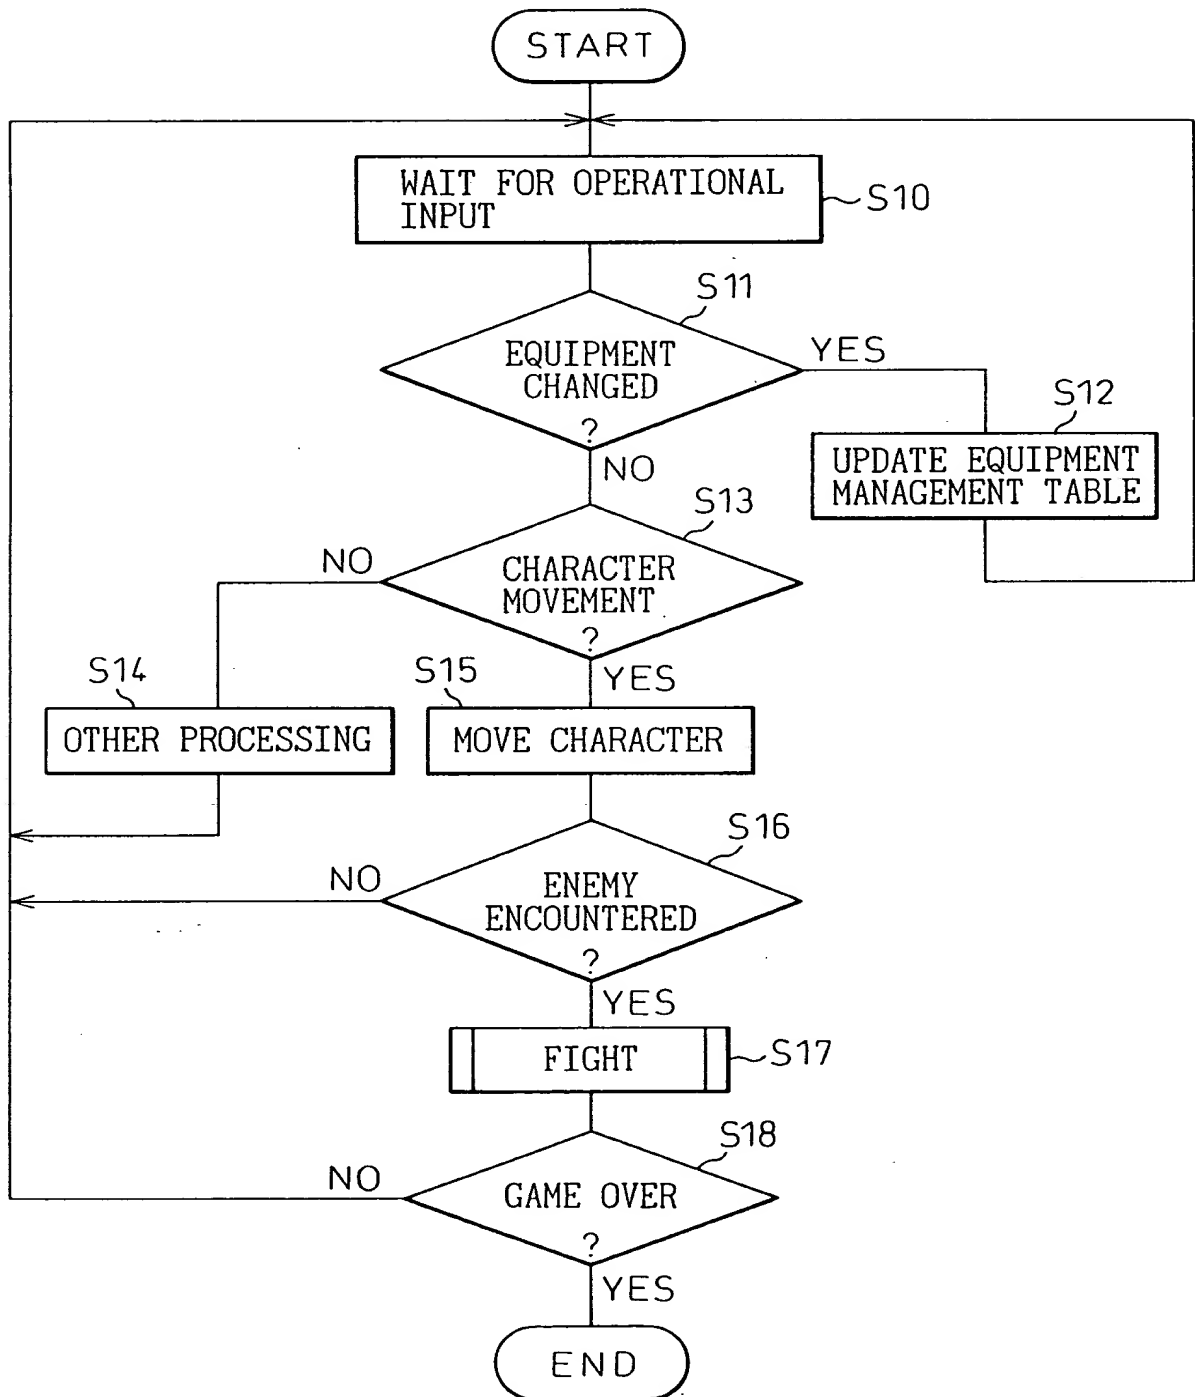 START
WAIT FOR OPERATIONAL
INPUT
S10
S11
EQUIPMENT
CHANGED
?
YES
NO
S12
UPDATE EQUIPMENT
MANAGEMENT TABLE
S13
CHARACTER
MOVEMENT
?
NO
YES
S14
OTHER PROCESSING
S15
MOVE CHARACTER
S16
ENEMY
ENCOUNTERED
?
NO
YES
FIGHT
S17
S18
GAME OVER
?
NO
YES
END